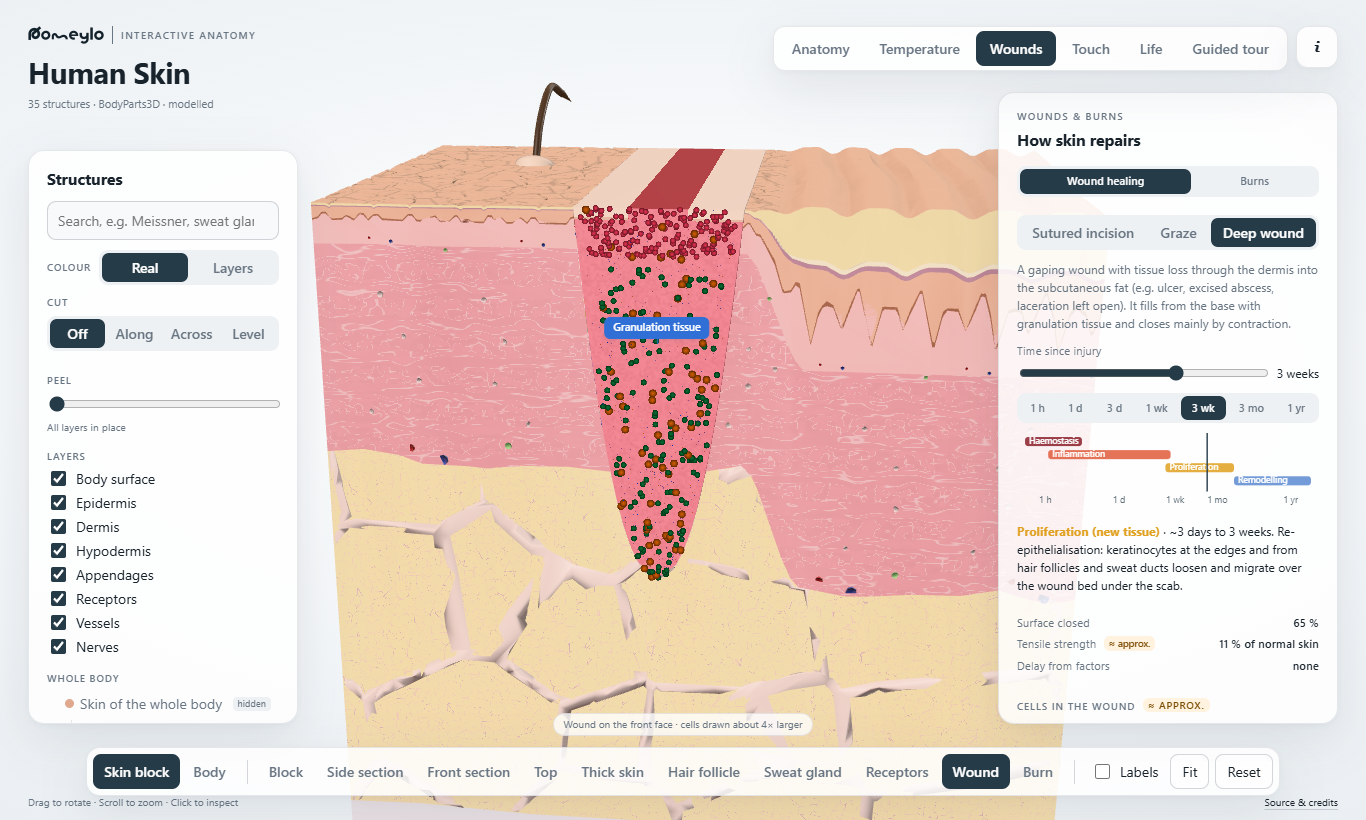 Pomeylo
INTERACTIVE ANATOMY
Human Skin
35 structures · BodyParts3D · modelled
Anatomy
Temperature
Wounds
Touch
Life
Guided tour
i
Structures
Search, e.g. Meissner, sweat glar
COLOUR
Real
Layers
CUT
Off
Along
Across
Level
PEEL
All layers in place
LAYERS
Body surface
Epidermis
Dermis
Hypodermis
Appendages
Receptors
Vessels
Nerves
WHOLE BODY
Skin of the whole body hidden
Granulation tissue
Wound on the front face · cells drawn about 4× larger
WOUNDS & BURNS
How skin repairs
Wound healing
Burns
Sutured incision
Graze
Deep wound
A gaping wound with tissue loss through the dermis into
the subcutaneous fat (e.g. ulcer, excised abscess,
laceration left open). It fills from the base with
granulation tissue and closes mainly by contraction.
Time since injury
3 weeks
1 h
1 d
3 d
1 wk
3 wk
3 mo
1 yr
Haemostasis
Inflammation
Proliferation
Remodelling
1 h
1 d
1 wk
1 mo
1 yr
Proliferation (new tissue) · ~3 days to 3 weeks. Re-
epithelialisation: keratinocytes at the edges and from
hair follicles and sweat ducts loosen and migrate over
the wound bed under the scab.
Surface closed 65 %
Tensile strength ≈ approx. 11 % of normal skin
Delay from factors none
CELLS IN THE WOUND ≈ APPROX.
Skin block
Body
Block
Side section
Front section
Top
Thick skin
Hair follicle
Sweat gland
Receptors
Wound
Burn
Labels
Fit
Reset
Drag to rotate · Scroll to zoom · Click to inspect
Source & credits